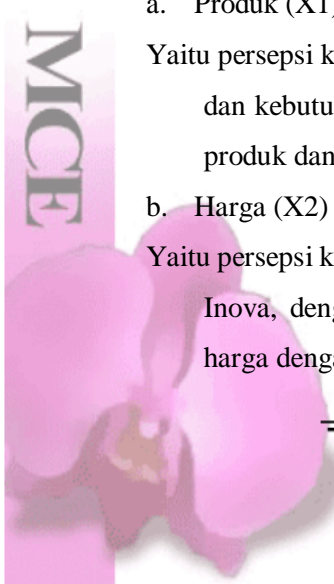 MCE
a. Produk (X1)
Yaitu persepsi k
dan kebutu
produk dan
b. Harga (X2)
Yaitu persepsi k
Inova, deng
harga denga